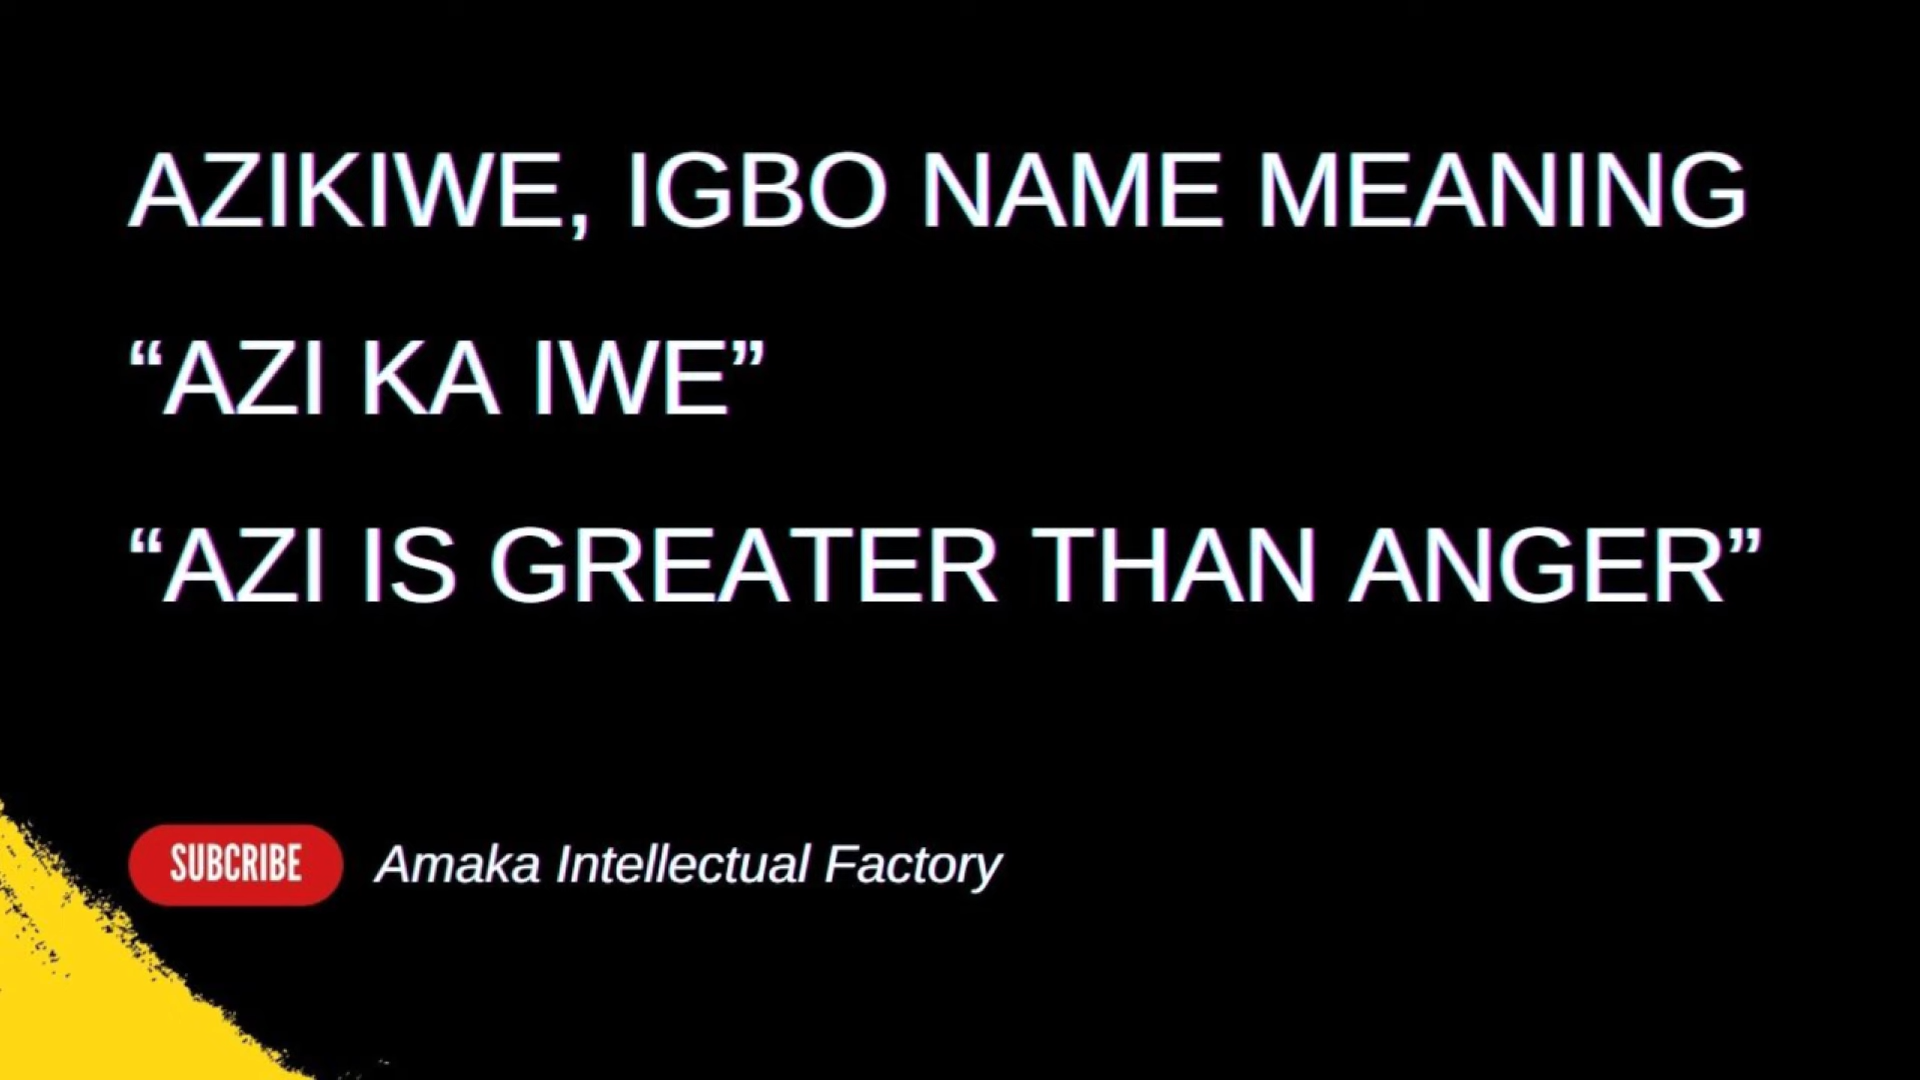 AZIKIWE, IGBO NAME MEANING
“AZI KA IWE”
“AZI IS GREATER THAN ANGER”
SUBCRIBE Amaka Intellectual Factory